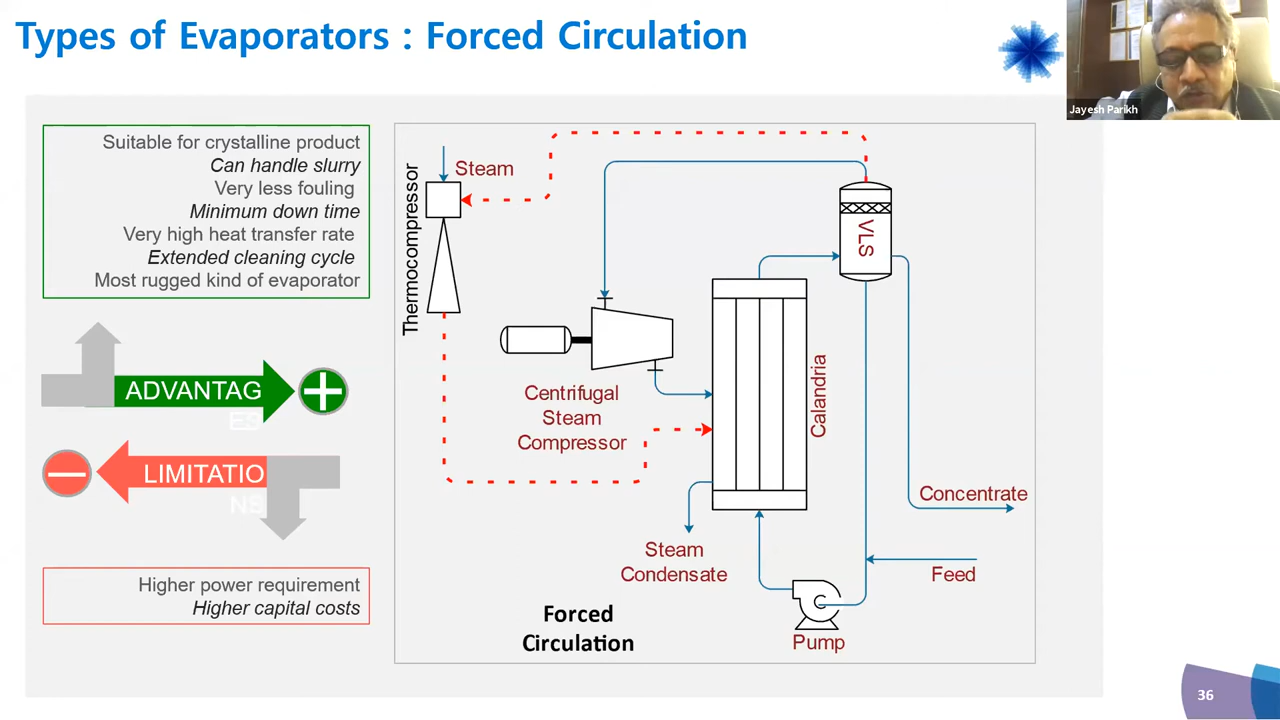 Types of Evaporators : Forced Circulation
Jayesh Parikh
Suitable for crystalline product
Can handle slurry
Very less fouling
Minimum down time
Very high heat transfer rate
Extended cleaning cycle
Most rugged kind of evaporator
ADVANTAG
ES
LIMITATIO
NS
Higher power requirement
Higher capital costs
Thermocompressor
Steam
VLS
Centrifugal
Steam
Compressor
Calandria
Concentrate
Steam
Condensate
Feed
Forced
Circulation
Pump
36